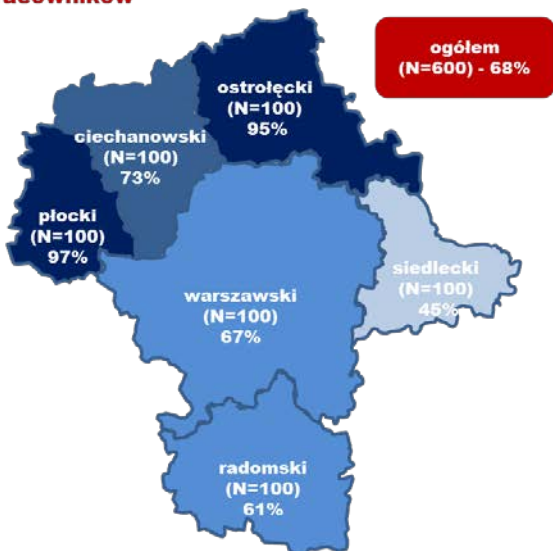 ogółem
(N=600) - 68%
ostrołęcki
(N=100)
95%
ciechanowski
(N=100)
73%
płocki
(N=100)
97%
siedlecki
(N=100)
45%
warszawski
(N=100)
67%
radomski
(N=100)
61%